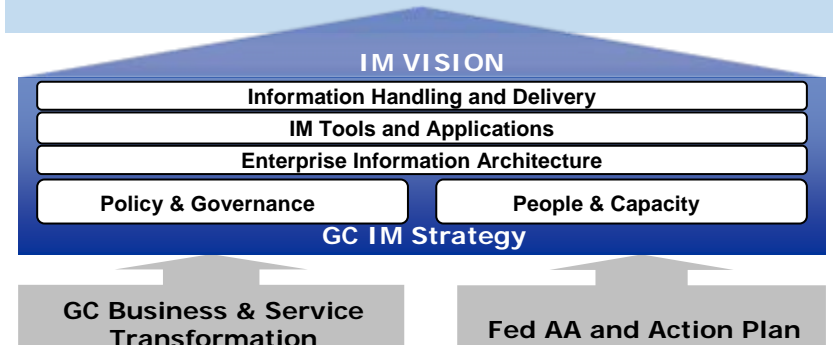 IM VISION
Information Handling and Delivery
IM Tools and Applications
Enterprise Information Architecture
Policy & Governance
People & Capacity
GC IM Strategy
GC Business & Service
Transformation
Fed AA and Action Plan